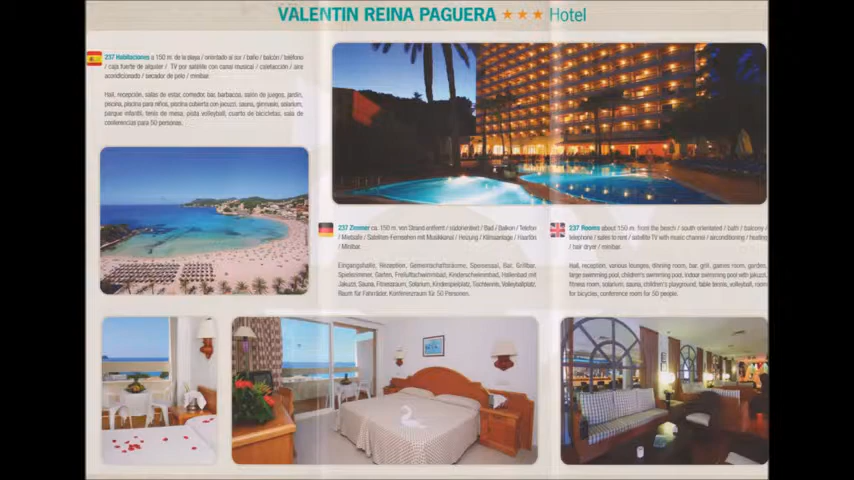 VALENTIN REINA PAGUERA ★ ★ ★ Hotel
237 Habitaciones a 150 m. de la playa / orientado al sur / baño / balcón / teléfono
/ caja fuerte de alquiler / TV por satélite con canal musical / calefacción / aire
acondicionado / secador de pelo / minibar.
Hall, recepción, salas de estar, comedor, bar, barbacoa, salón de juegos, jardín,
piscina, piscina para niños, piscina cubierta con jacuzzi, sauna, gimnasio, solarium,
parque infantil, tenis de mesa, pista volleyball, cuarto de bicicletas, sala de
conferencias para 50 personas.
237 Zimmer ca. 150 m. von Strand entfernt / südorientiert / Bad / Balkon / Telefon
/ Mietsafe / Satelliten-Fernsehen mit Musikkanal / Heizung / Klimaanlage / Haarfön
/ Minibar.
Eingangshalle, Rezeption, Gemeinschaftsräume, Speisesaal, Bar, Grillbar,
Spielezimmer, Garten, Freiluftschwimmbad, Kinderschwimmbad, Hallenbad mit
Jakuzzi, Sauna, Fitnessraum, Solarium, Kinderspielplatz, Tischtennis, Volleyballplatz,
Raum für Fahrräder, Konferenzraum für 50 Personen.
237 Rooms about 150 m. from the beach / south orientated / bath / balcony /
telephone / safes to rent / satellite TV with music channel / airconditioning / heating
/ hair dryer / minibar.
Hall, reception, various lounges, dinning room, bar, grill, games room, garden,
large swimming pool, children's swimming pool, indoor swimming pool with jakuzzi,
fitness room, solarium, sauna, children's playground, table tennis, volleyball, room
for bicycles, conference room for 50 people.